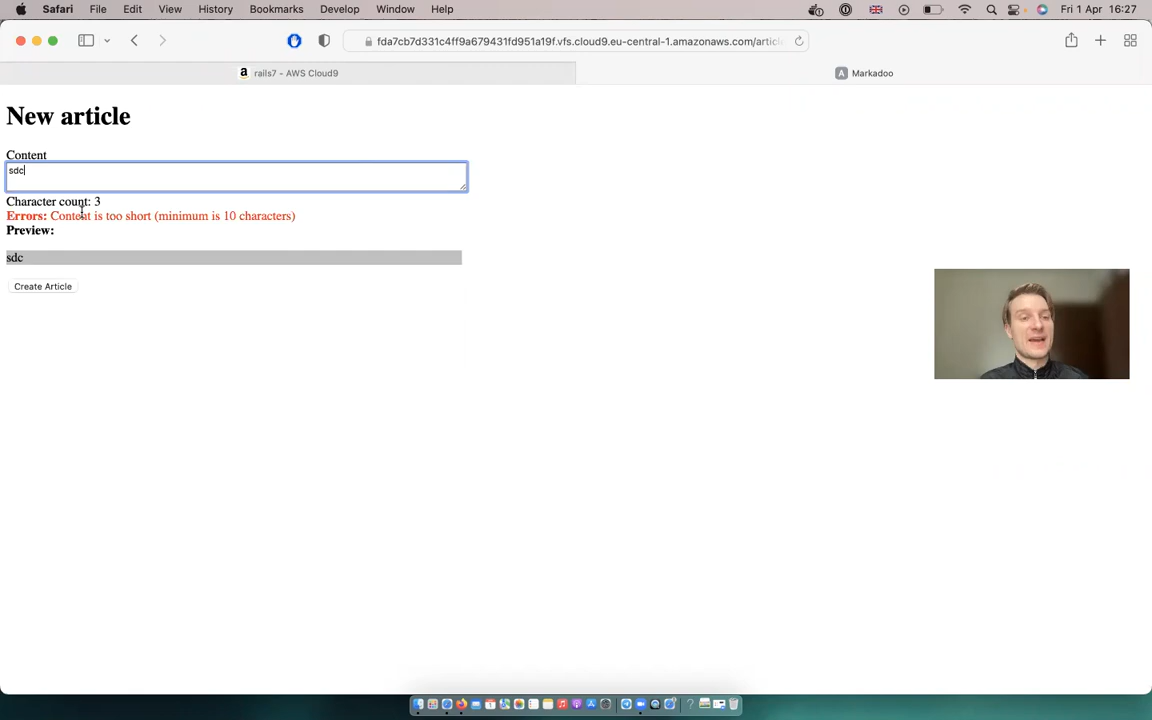 Safari File Edit View History Bookmarks Develop Window Help Fri 1 Apr 16:27
fda7cb7d331c4ff9a679431fd951a19f.vfs.cloud9.eu-central-1.amazonaws.com/articl
rails7 - AWS Cloud9
A Markadoo
New article
Content
sdc
Character count: 3
Errors: Content is too short (minimum is 10 characters)
Preview:
sdc
Create Article